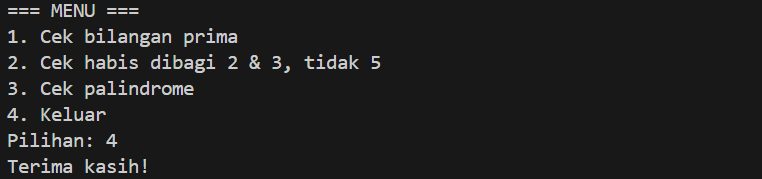 === MENU ===
1. Cek bilangan prima
2. Cek habis dibagi 2 & 3, tidak 5
3. Cek palindrome
4. Keluar
Pilihan: 4
Terima kasih!